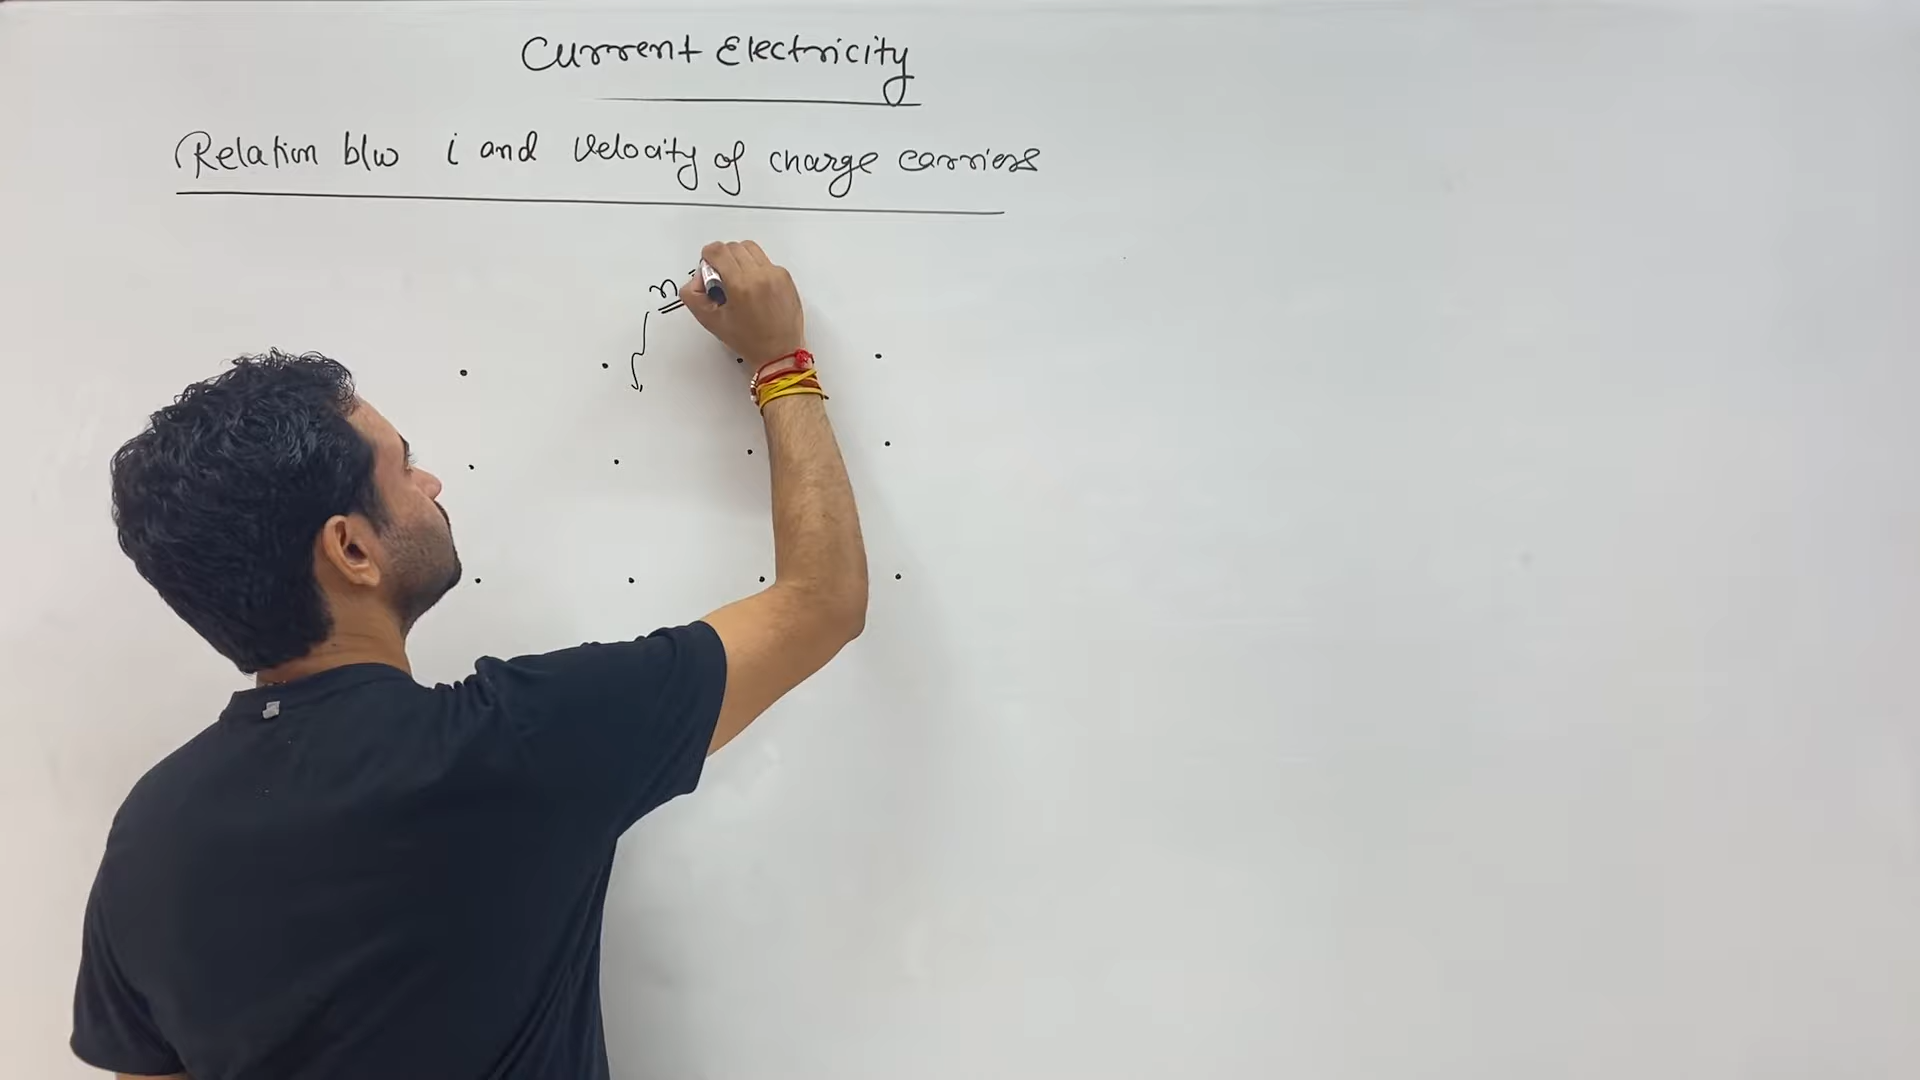 Current Electricity
Relation b/w i and velocity of charge carriers
n